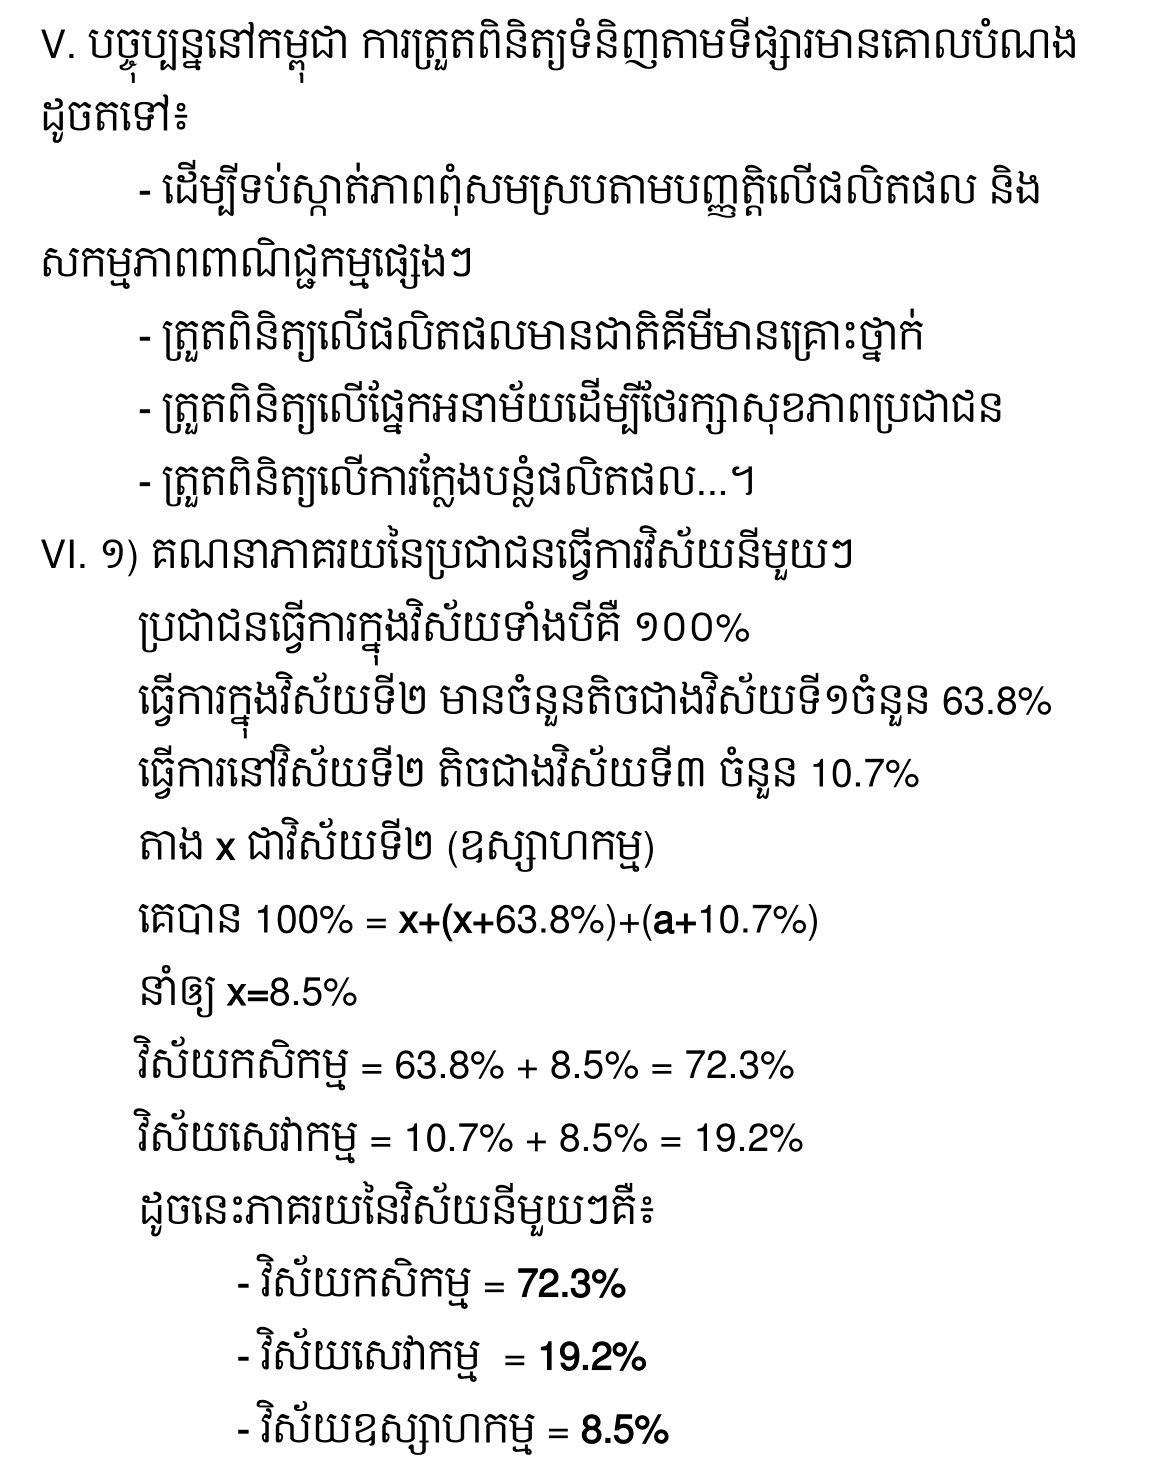 V. បច្ចុប្បន្ននៅកម្ពុជា ការត្រួតពិនិត្យទំនិញតាមទីផ្សារមានគោលបំណង
ដូចតទៅ៖
- ដើម្បីទប់ស្កាត់ភាពពុំសមស្របតាមបញ្ញត្តិលើផលិតផល និង
សកម្មភាពពាណិជ្ជកម្មផ្សេងៗ
- ត្រួតពិនិត្យលើផលិតផលមានជាតិគីមីមានគ្រោះថ្នាក់
- ត្រួតពិនិត្យលើផ្នែកអនាម័យដើម្បីថែរក្សាសុខភាពប្រជាជន
- ត្រួតពិនិត្យលើការក្លែងបន្លំផលិតផល...។
VI. ១) គណនាភាគរយនៃប្រជាជនធ្វើការវិស័យនីមួយៗ
ប្រជាជនធ្វើការក្នុងវិស័យទាំងបីគឺ ១០០%
ធ្វើការក្នុងវិស័យទី២ មានចំនួនតិចជាងវិស័យទី១ចំនួន 63.8%
ធ្វើការនៅវិស័យទី២ តិចជាងវិស័យទី៣ ចំនួន 10.7%
តាង x ជាវិស័យទី២ (ឧស្សាហកម្ម)
គេបាន 100% = x+(x+63.8%)+(a+10.7%)
នាំឲ្យ x=8.5%
វិស័យកសិកម្ម = 63.8% + 8.5% = 72.3%
វិស័យសេវាកម្ម = 10.7% + 8.5% = 19.2%
ដូចនេះភាគរយនៃវិស័យនីមួយៗគឺ៖
- វិស័យកសិកម្ម = 72.3%
- វិស័យសេវាកម្ម = 19.2%
- វិស័យឧស្សាហកម្ម = 8.5%